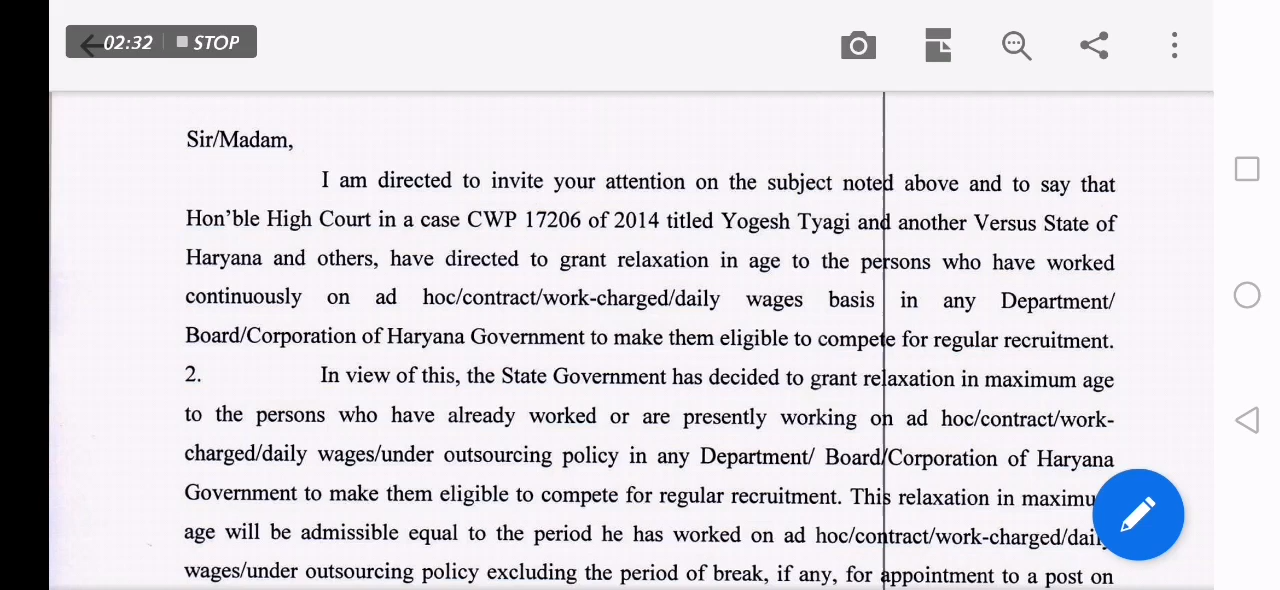 02:32 STOP
Sir/Madam,
I am directed to invite your attention on the subject noted above and to say that
Hon'ble High Court in a case CWP 17206 of 2014 titled Yogesh Tyagi and another Versus State of
Haryana and others, have directed to grant relaxation in age to the persons who have worked
continuously on ad hoc/contract/work-charged/daily wages basis in any Department/
Board/Corporation of Haryana Government to make them eligible to compete for regular recruitment.
2. In view of this, the State Government has decided to grant relaxation in maximum age
to the persons who have already worked or are presently working on ad hoc/contract/work-
charged/daily wages/under outsourcing policy in any Department/ Board/Corporation of Haryana
Government to make them eligible to compete for regular recruitment. This relaxation in maximu
age will be admissible equal to the period he has worked on ad hoc/contract/work-charged/daily
wages/under outsourcing policy excluding the period of break, if any, for appointment to a post on